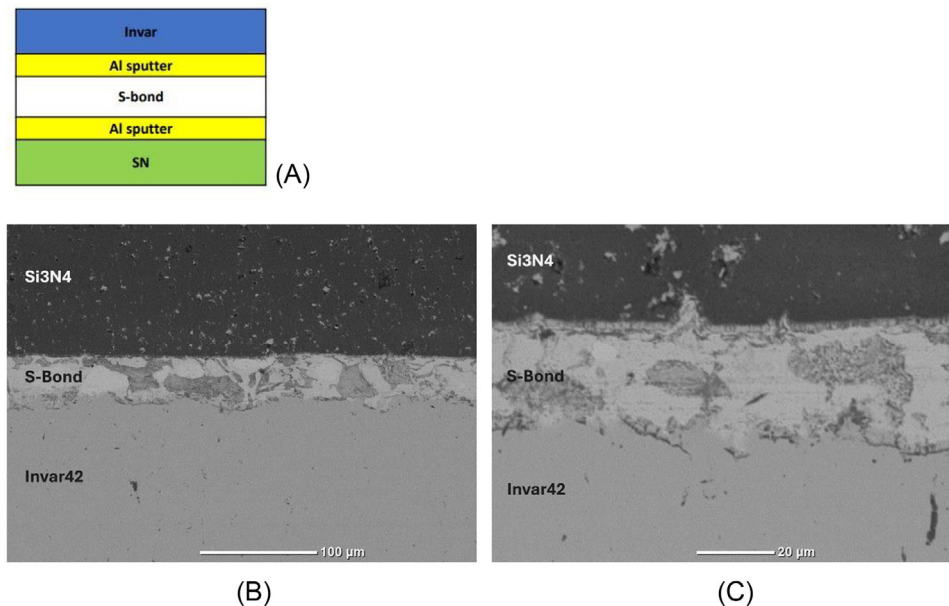 Invar
Al sputter
S-bond
Al sputter
SN
(A)
Si3N4
S-Bond
Invar42
100 µm
(B)
Si3N4
S-Bond
Invar42
20 µm
(C)